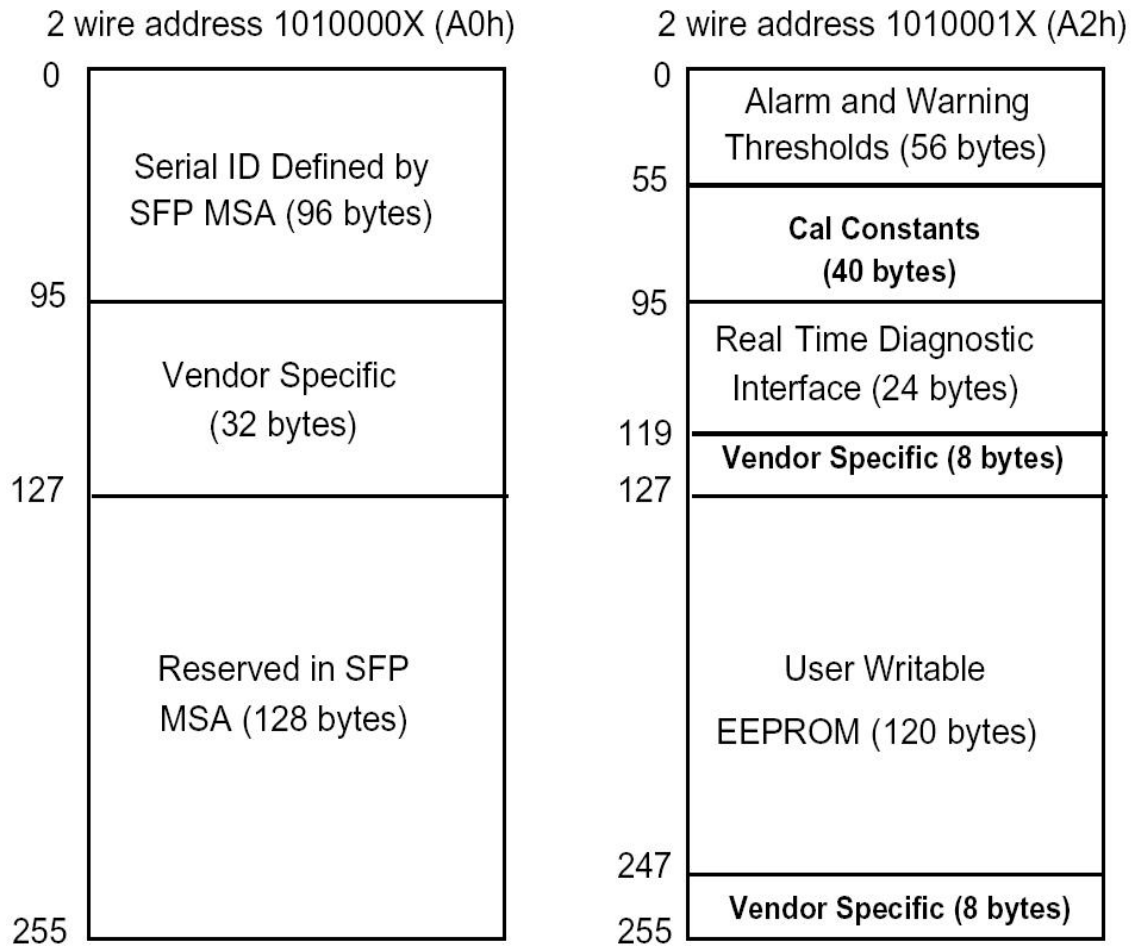 2 wire address 1010000X (A0h)
0
Serial ID Defined by
SFP MSA (96 bytes)
95
Vendor Specific
(32 bytes)
127
Reserved in SFP
MSA (128 bytes)
255
2 wire address 1010001X (A2h)
0
Alarm and Warning
Thresholds (56 bytes)
55
Cal Constants
(40 bytes)
95
Real Time Diagnostic
Interface (24 bytes)
119
Vendor Specific (8 bytes)
127
User Writable
EEPROM (120 bytes)
247
Vendor Specific (8 bytes)
255